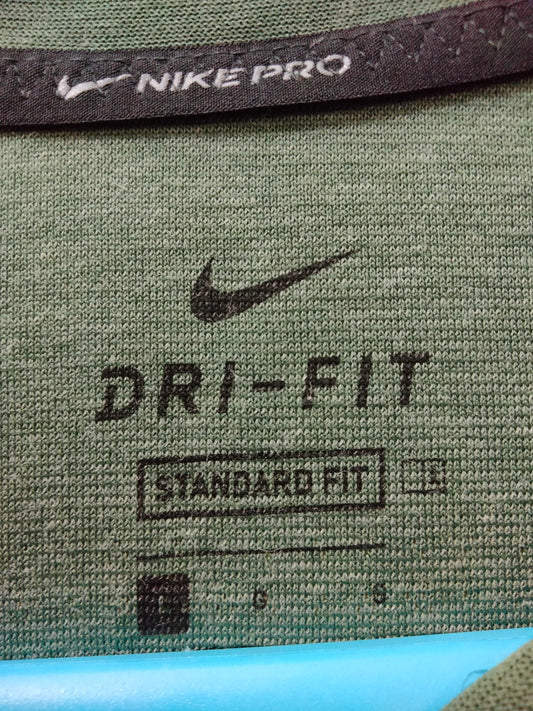 NIKE PRO
DRI-FIT
STANDARD FIT
L G G